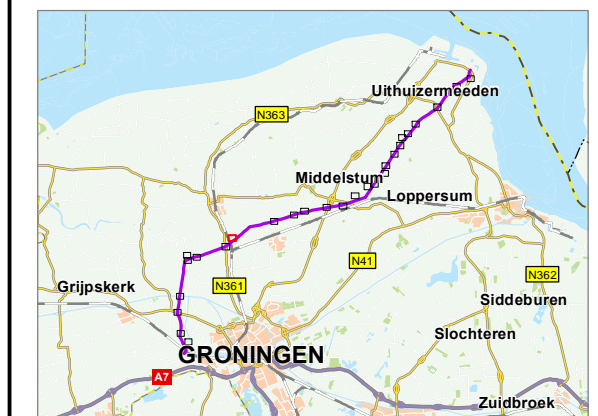 Uithuizermeeden
N363
Middelstum
Loppersum
N41
N362
Grijpskerk
N361
Siddeburen
Slochteren
GRONINGEN
A7
Zuidbroek